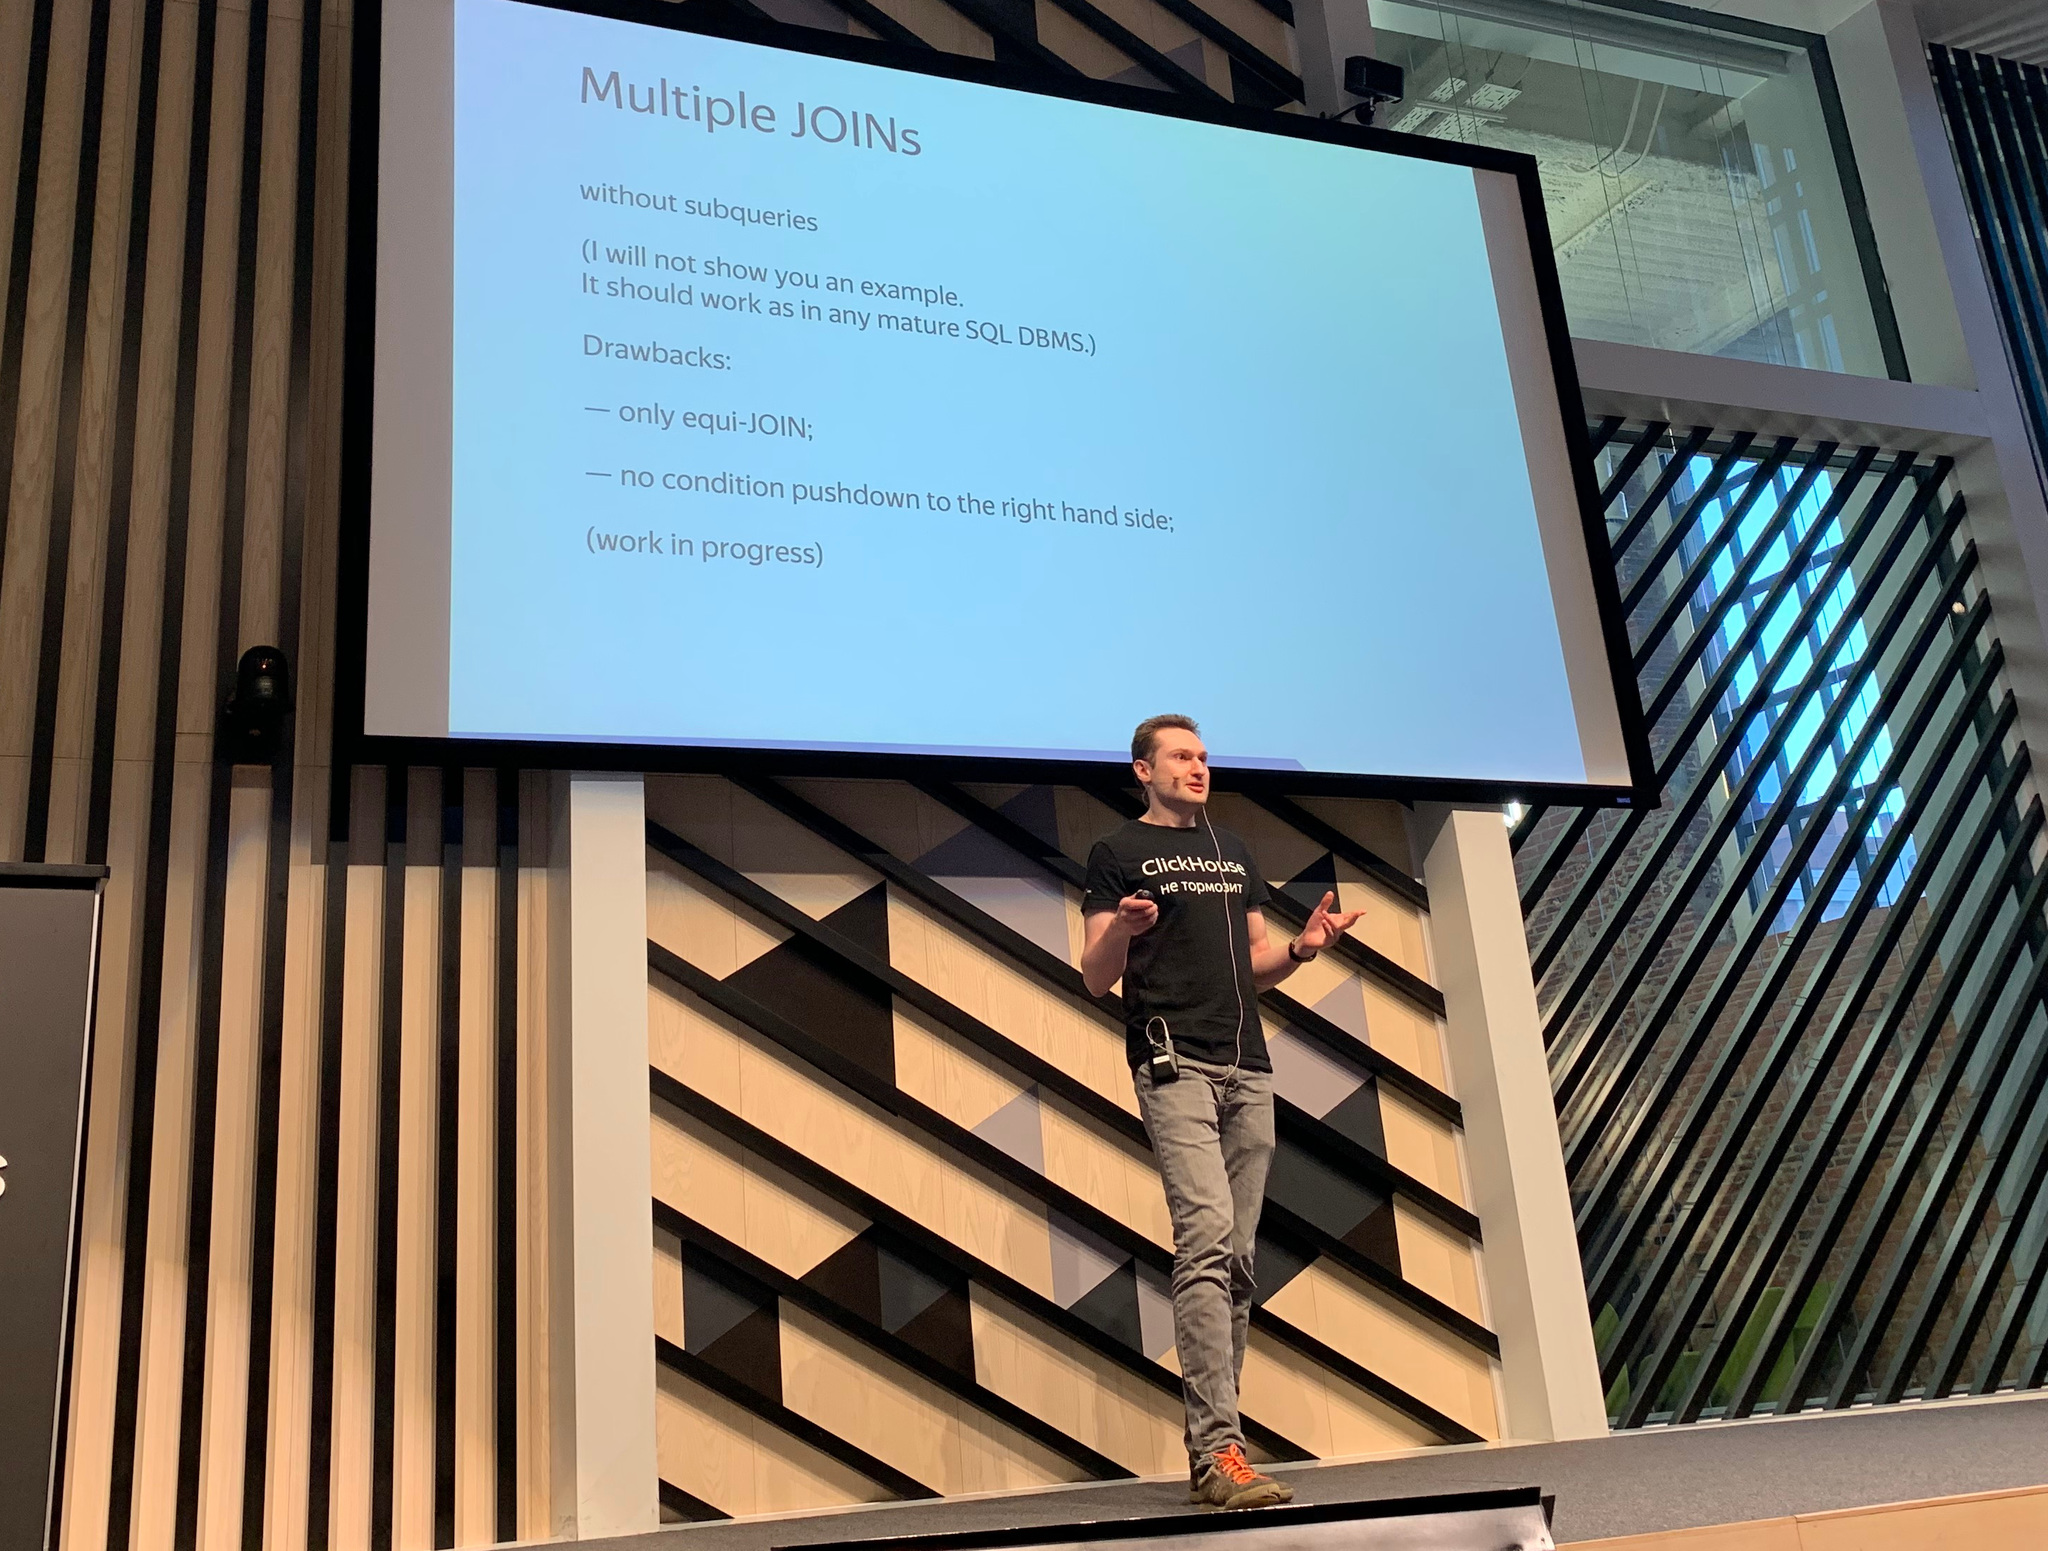 Multiple JOINs
without subqueries
(I will not show you an example.
It should work as in any mature SQL DBMS.)
Drawbacks:
— only equi-JOIN;
— no condition pushdown to the right hand side;
(work in progress)
ClickHouse
не тормозит